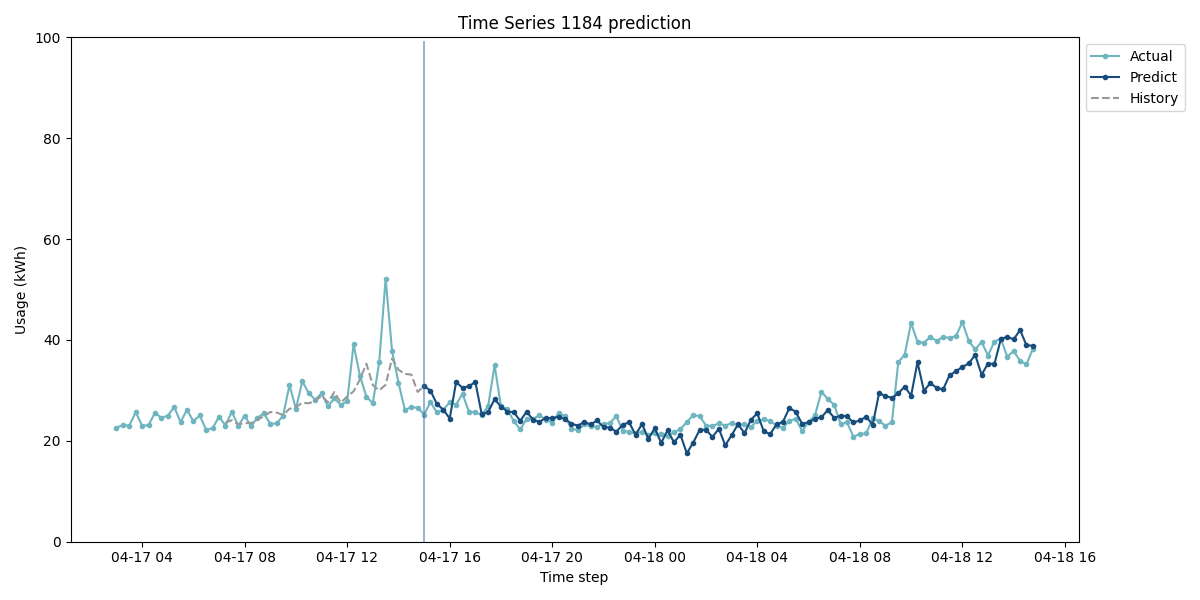 Time Series 1184 prediction
100
80
60
40
20
0
Usage (kWh)
04-17 04
04-17 08
04-17 12
04-17 16
04-17 20
04-18 00
04-18 04
04-18 08
04-18 12
04-18 16
Time step
Actual
Predict
History